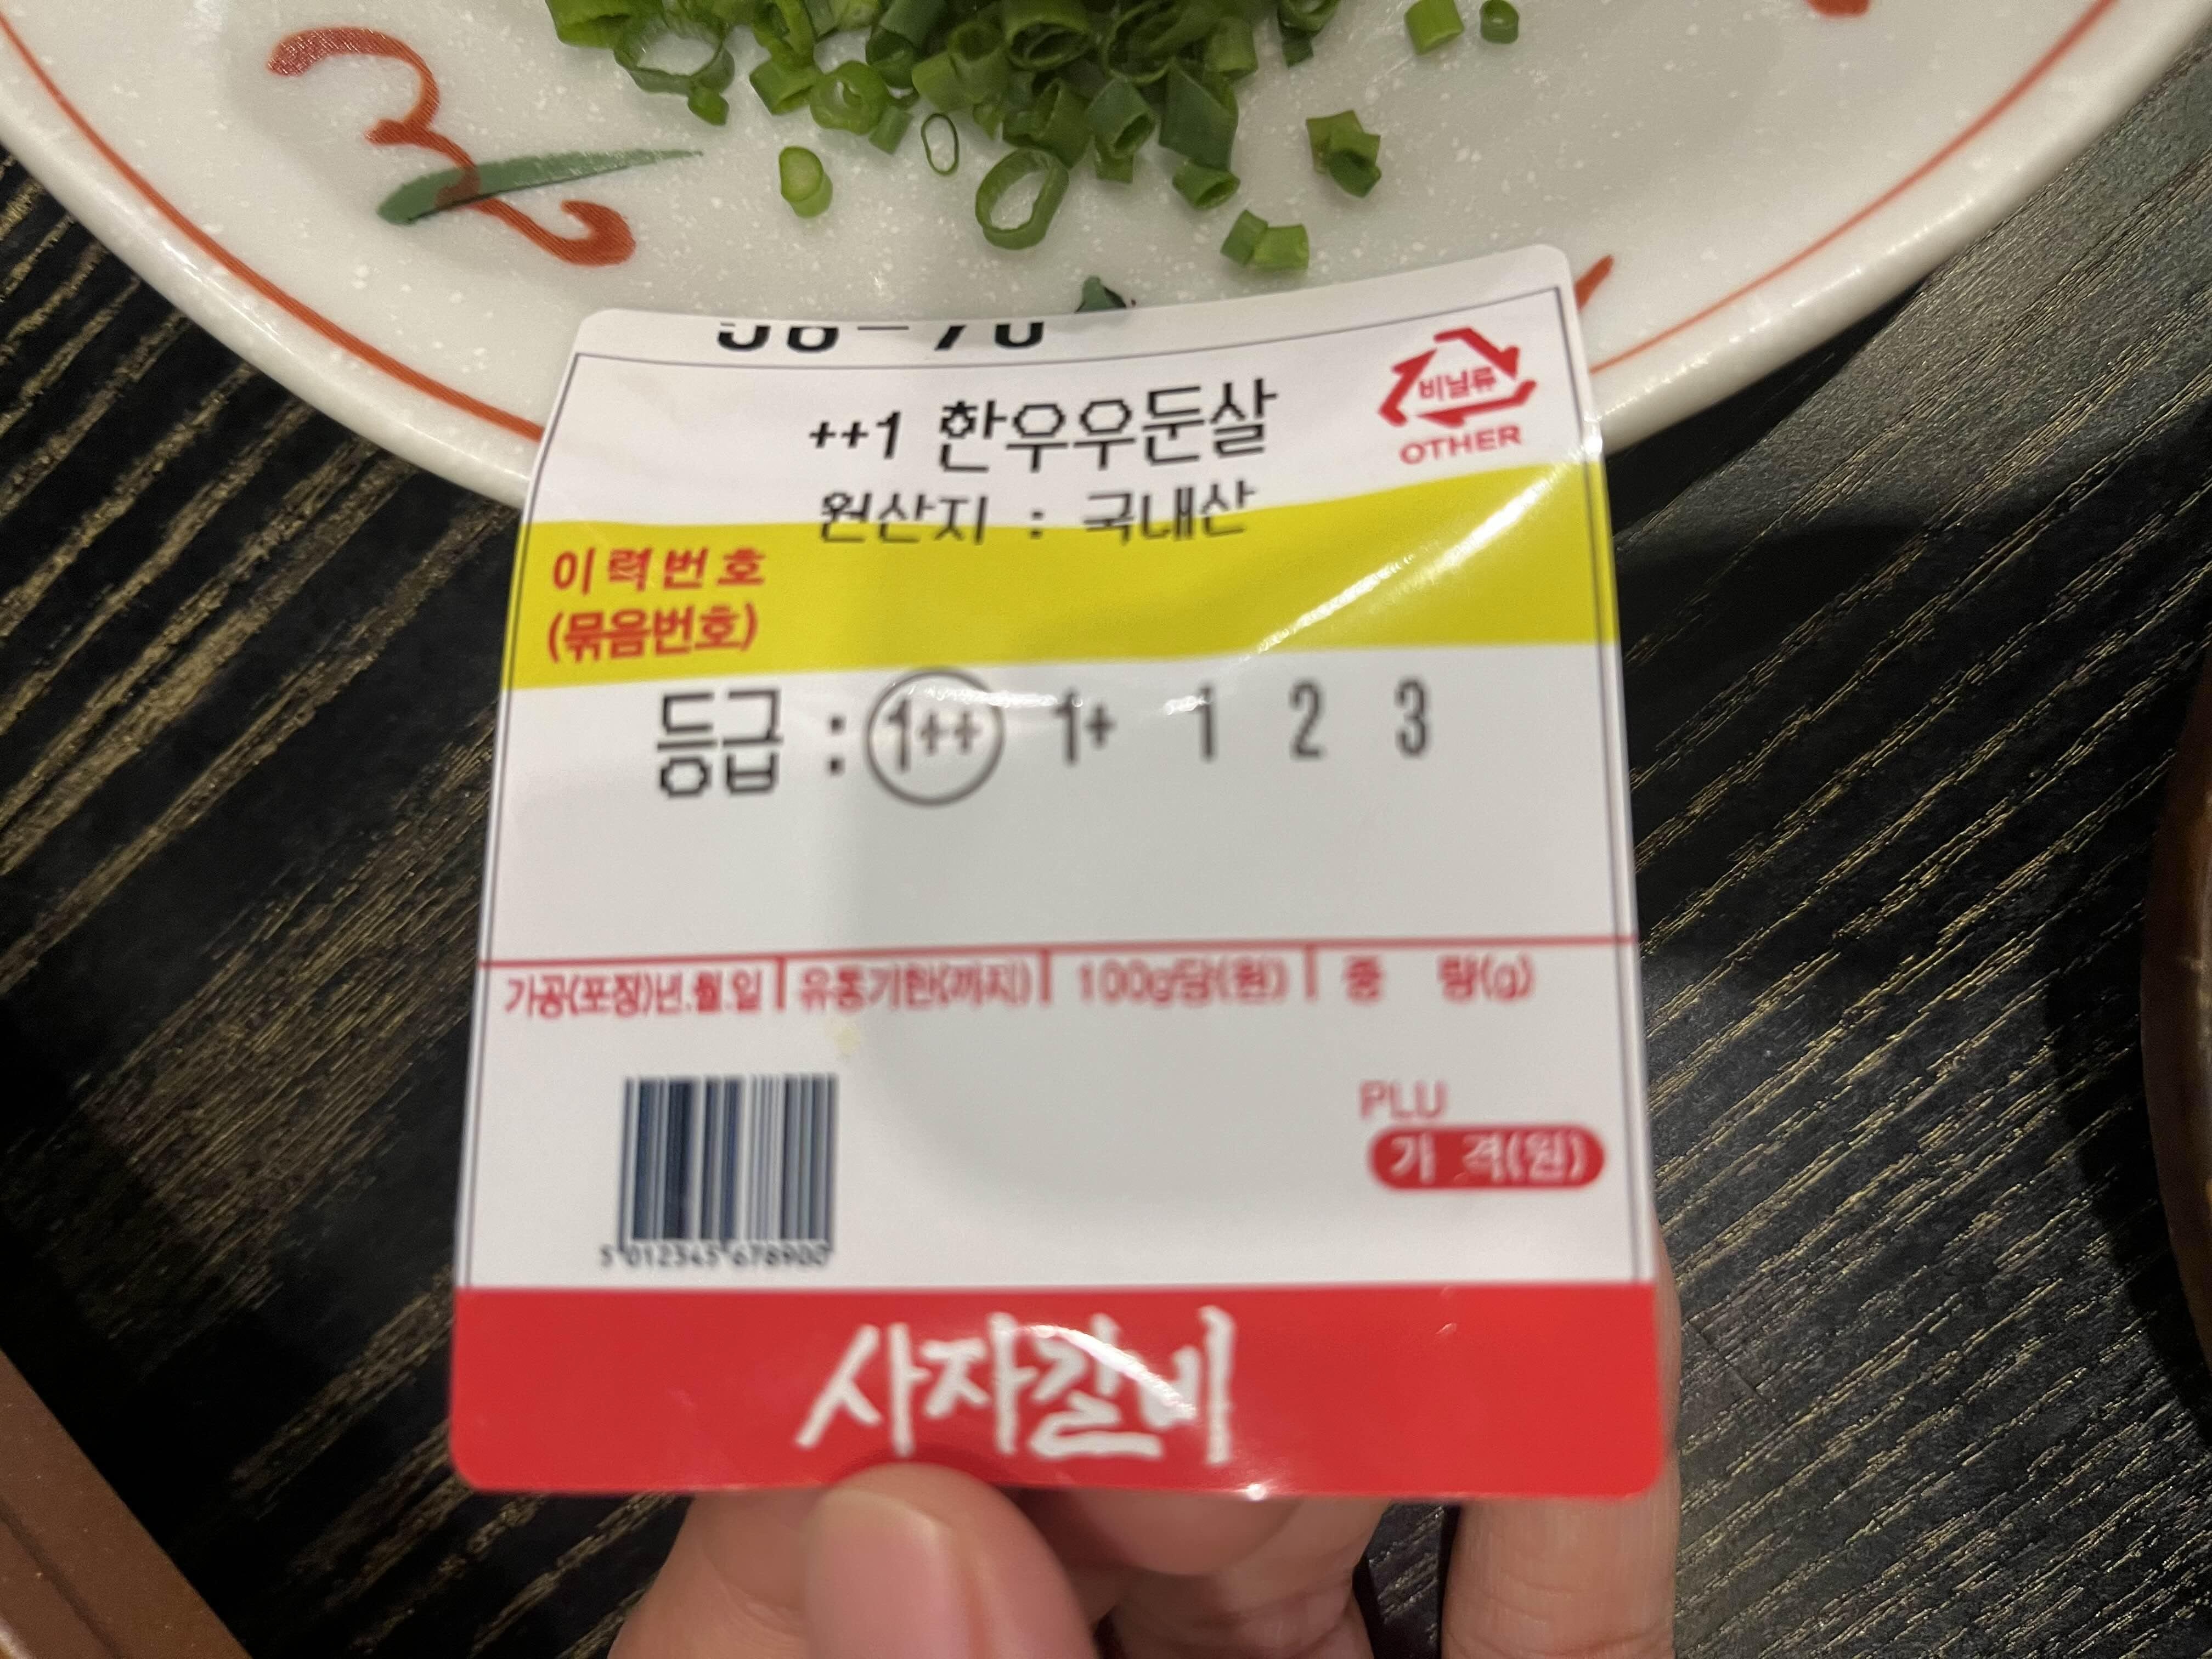 ++1 한우우둔살
비닐류
OTHER
원산지 : 국내산
이력번호
(묶음번호)
등급 : 1++ 1+ 1 2 3
가공(포장)년.월.일 유통기한(까지) 100g당(원) 중 량(g)
PLU
가 격(원)
5 012345 678900
사자갈비